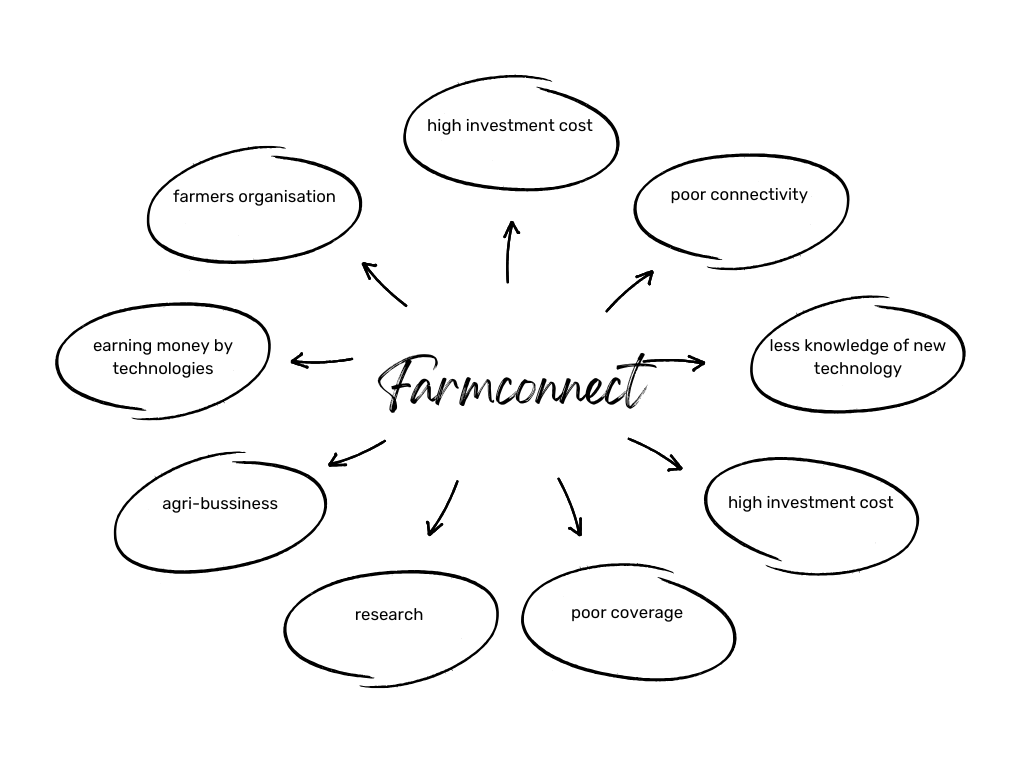 high investment cost
farmers organisation
poor connectivity
earning money by
technologies
less knowledge of new
technology
Farmconnect
agri-bussiness
high investment cost
research
poor coverage